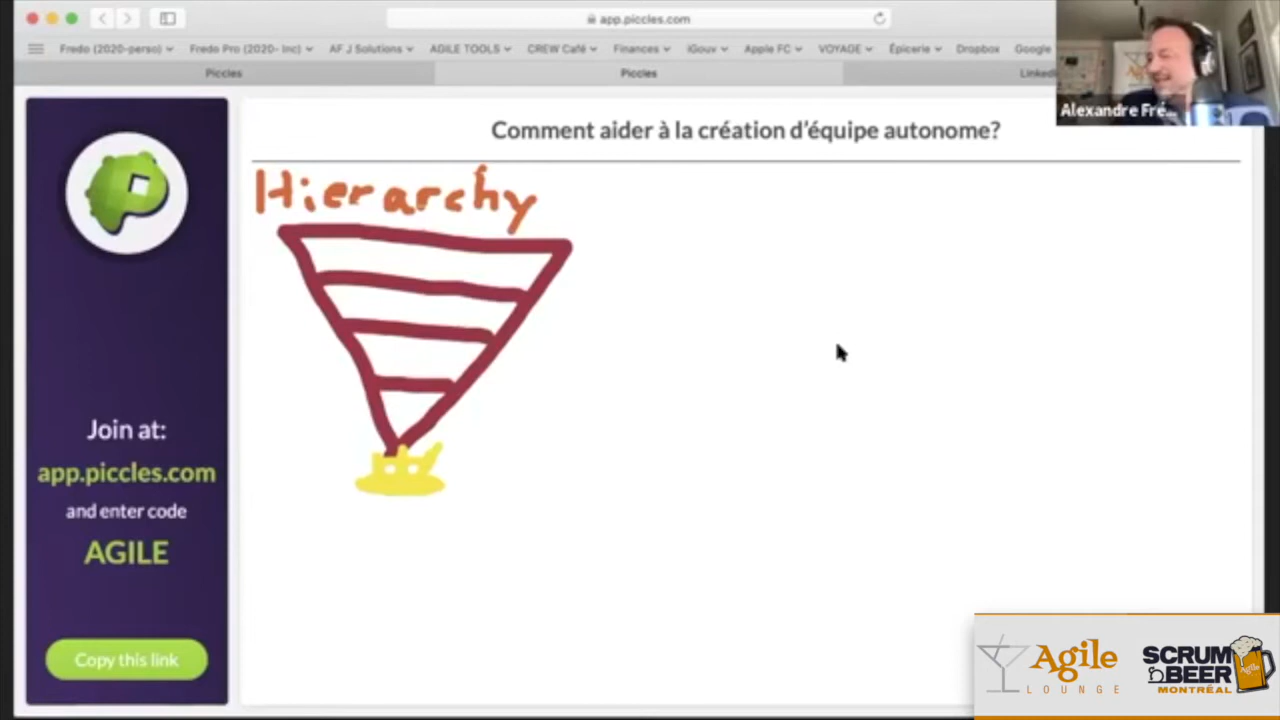 app.piccles.com
Fredo (2020-perso) Fredo Pro (2020- Inc) AF J Solutions AGILE TOOLS CREW Café Finances iGouv Apple FC VOYAGE Épicerie Dropbox Google
Piccles Piccles LinkedI
Alexandre Fré...
Comment aider à la création d'équipe autonome?
Hierarchy
Join at:
app.piccles.com
and enter code
AGILE
Copy this link
Agile
LOUNGE
SCRUM
BEER
MONTRÉAL
Agile